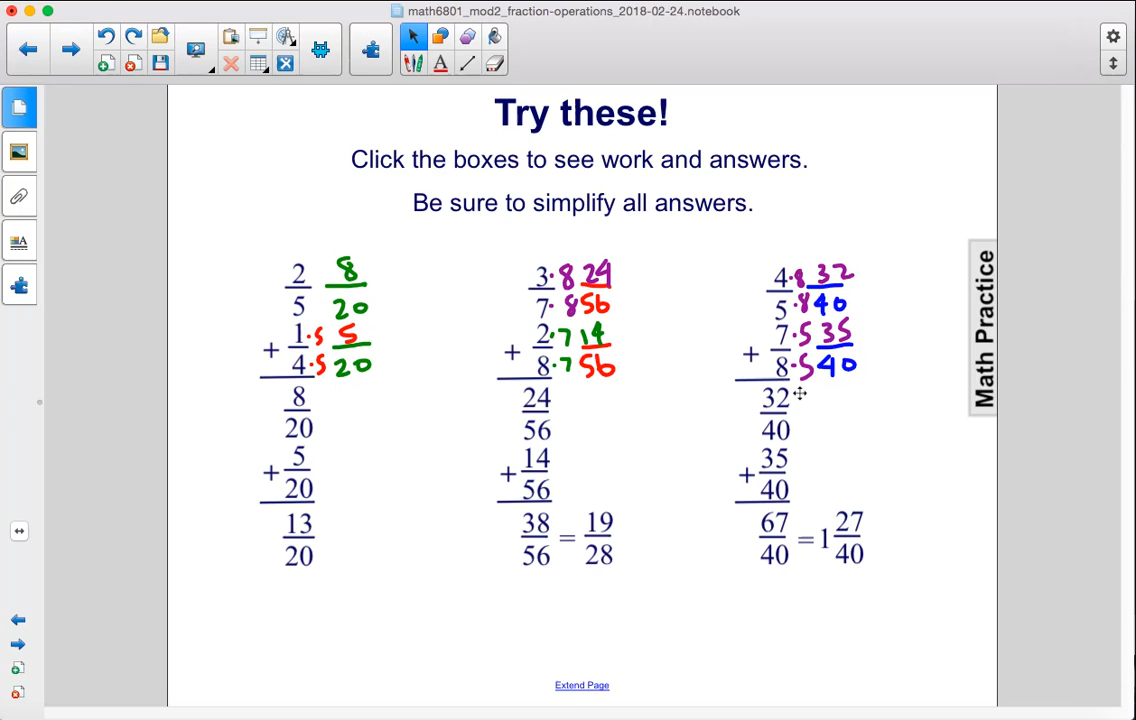 math6801_mod2_fraction-operations_2018-02-24.notebook
Try these!
Click the boxes to see work and answers.
Be sure to simplify all answers.
2 8
5 20
+ 1 ·5 5
4 ·5 20
8
20
+ 5
20
13
20
3 ·8 24
7 ·8 56
+ 2 ·7 14
8 ·7 56
24
56
+ 14
56
38 = 19
56 28
4 ·8 32
5 ·8 40
+ 7 ·5 35
8 ·5 40
32
40
+ 35
40
67 = 1 27
40 40
Math Practice
Extend Page